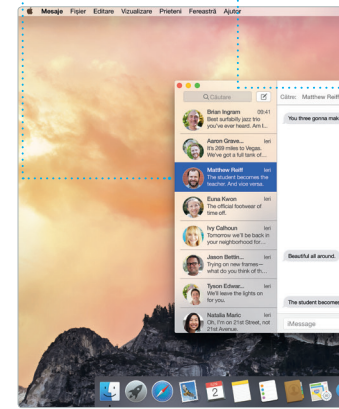 Mesaje Fișier Editare Vizualizare Prieteni Fereastră Ajutor
Căutare
Către: Matthew Reiff
Brian Ingram 09:41
Best surfabilly jazz trio
you've ever heard. Am I...
You three gonna mak
Aaron Grave... Ieri
It's 269 miles to Vegas.
We've got a full tank of...
Matthew Reiff Ieri
The student becomes the
teacher. And vice versa.
Euna Kwon Ieri
The official footwear of
time off.
Ivy Calhoun Ieri
Tomorrow we'll be back in
your neighborhood for...
Jason Bettin... Ieri
Trying on new frames—
what do you think of th...
Beautiful all around.
Tyson Edwar... Ieri
We'll leave the lights on
for you.
The student becomes
Natalia Maric Ieri
Oh, I'm on 21st Street, not
21st Avenue.
iMessage
2